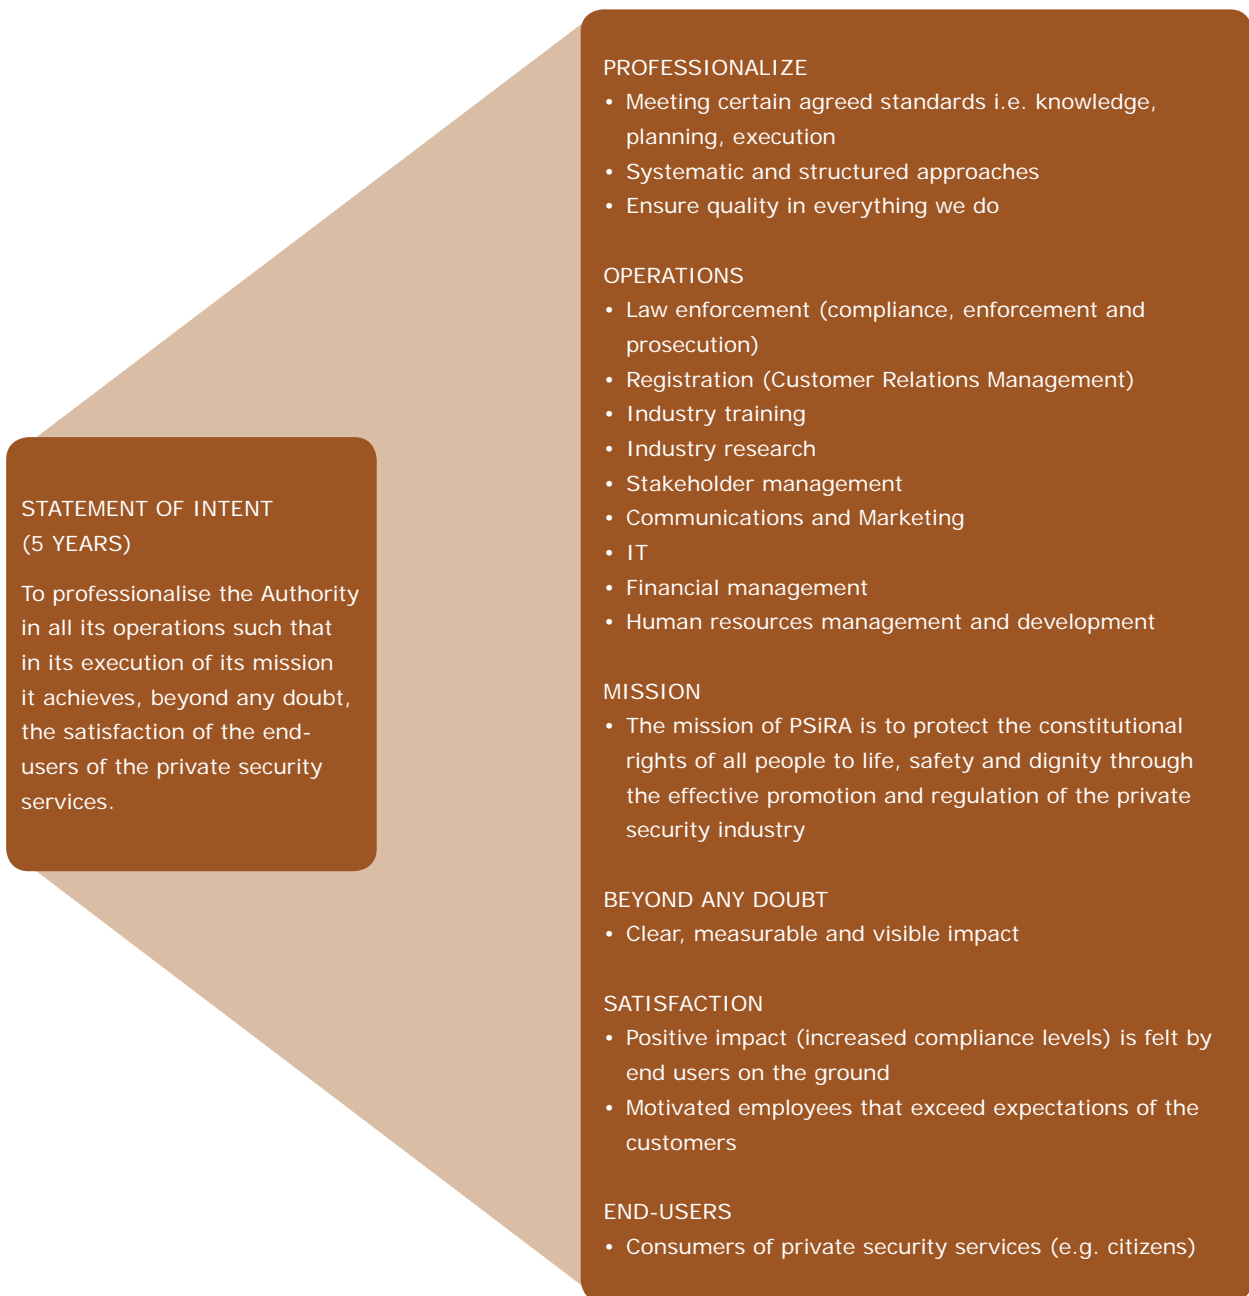 STATEMENT OF INTENT
(5 YEARS)
To professionalise the Authority
in all its operations such that
in its execution of its mission
it achieves, beyond any doubt,
the satisfaction of the end-
users of the private security
services.
PROFESSIONALIZE
• Meeting certain agreed standards i.e. knowledge,
planning, execution
• Systematic and structured approaches
• Ensure quality in everything we do
OPERATIONS
• Law enforcement (compliance, enforcement and
prosecution)
• Registration (Customer Relations Management)
• Industry training
• Industry research
• Stakeholder management
• Communications and Marketing
• IT
• Financial management
• Human resources management and development
MISSION
• The mission of PSiRA is to protect the constitutional
rights of all people to life, safety and dignity through
the effective promotion and regulation of the private
security industry
BEYOND ANY DOUBT
• Clear, measurable and visible impact
SATISFACTION
• Positive impact (increased compliance levels) is felt by
end users on the ground
• Motivated employees that exceed expectations of the
customers
END-USERS
• Consumers of private security services (e.g. citizens)